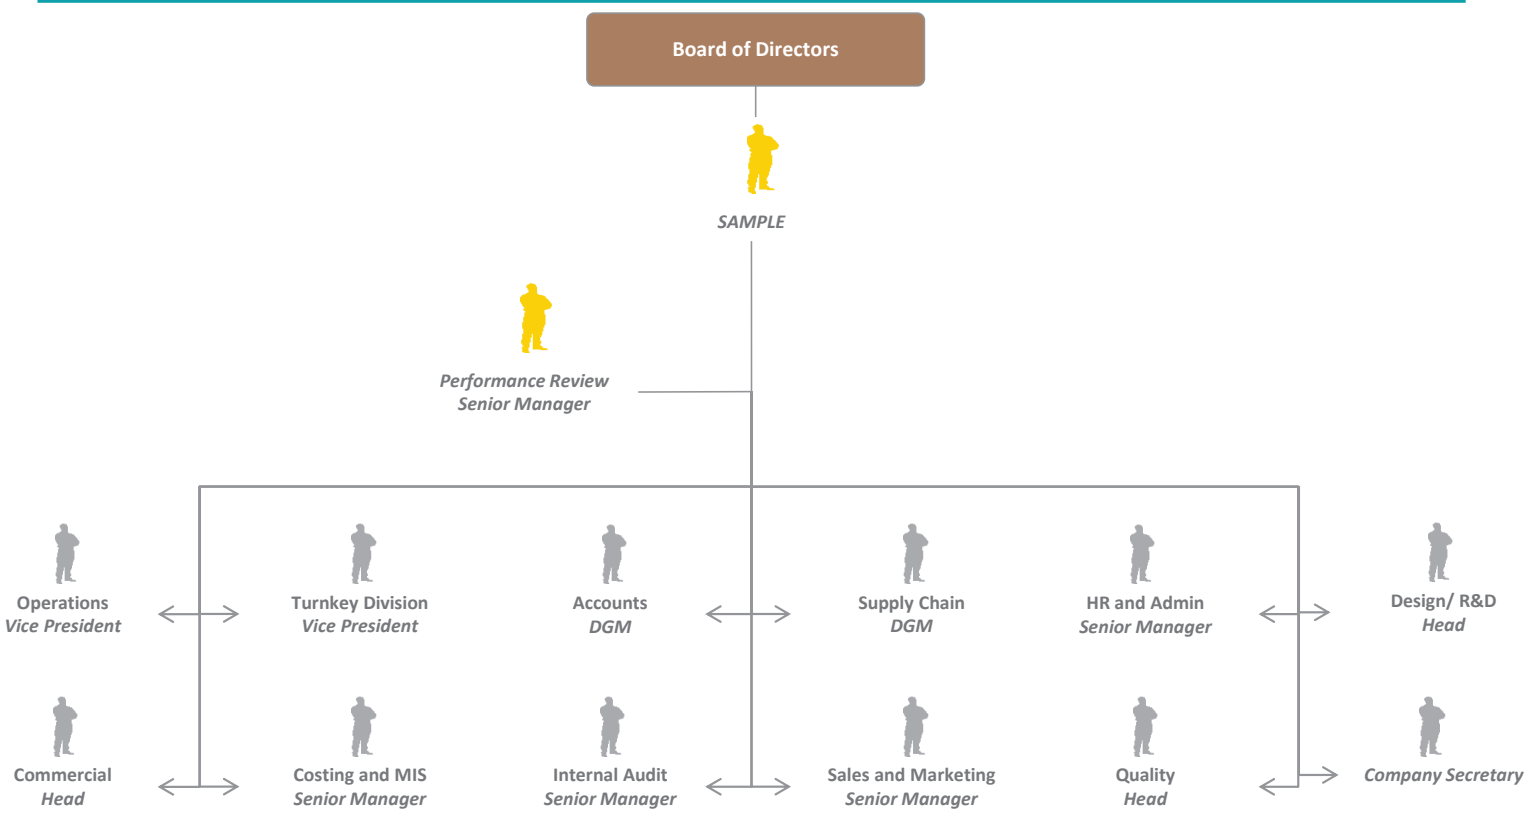 Board of Directors
SAMPLE
Performance Review
Senior Manager
Operations
Vice President
Turnkey Division
Vice President
Accounts
DGM
Supply Chain
DGM
HR and Admin
Senior Manager
Design/ R&D
Head
Commercial
Head
Costing and MIS
Senior Manager
Internal Audit
Senior Manager
Sales and Marketing
Senior Manager
Quality
Head
Company Secretary